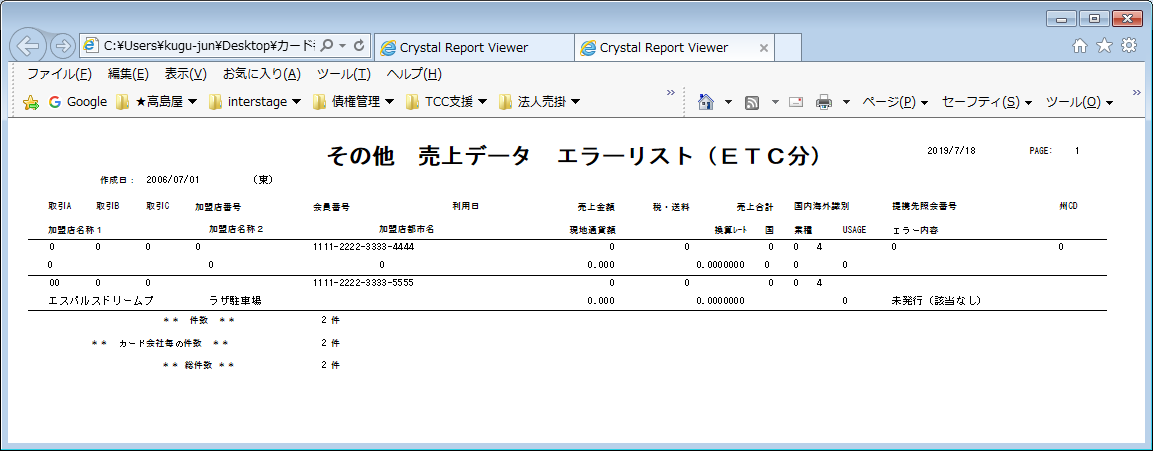 C:¥Users¥kugu-jun¥Desktop¥カード
Crystal Report Viewer
Crystal Report Viewer
ファイル(F) 編集(E) 表示(V) お気に入り(A) ツール(T) ヘルプ(H)
Google ★高島屋 interstage 債権管理 TCC支援 法人売掛 ページ(P) セーフティ(S) ツール(O)
その他 売上データ エラーリスト（ＥＴＣ分） 2019/7/18 PAGE: 1
作成日： 2006/07/01 （東）
取引A 取引B 取引C 加盟店番号 会員番号 利用日 売上金額 税・送料 売上合計 国内海外識別 提携先照会番号 州CD
加盟店名称１ 加盟店名称２ 加盟店都市名 現地通貨額 換算ﾚｰﾄ 国 業種 USAGE エラー内容
0 0 0 0 1111-2222-3333-4444 0 0 0 0 4 0 0
0 0 0 0.000 0.0000000 0 0 0
00 0 0 1111-2222-3333-5555 0 0 0 0 4
エスパルスドリームプ ラザ駐車場 0.000 0.0000000 0 未発行（該当なし）
＊＊ 件数 ＊＊ 2 件
＊＊ カード会社毎の件数 ＊＊ 2 件
＊＊ 総件数 ＊＊ 2 件